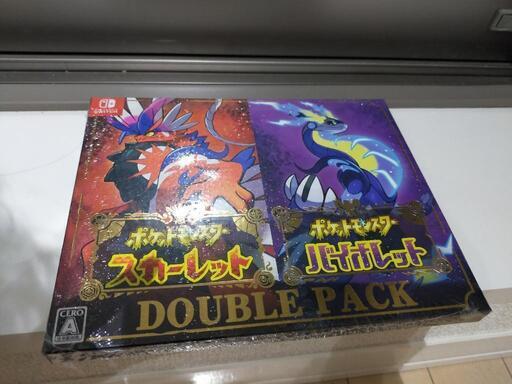 ポケットモンスター
スカーレット
ポケットモンスター
バイオレット
DOUBLE PACK
CERO
A